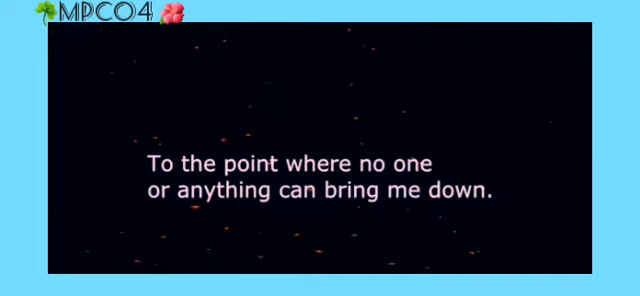 ☘MPCO4🌺
To the point where no one
or anything can bring me down.